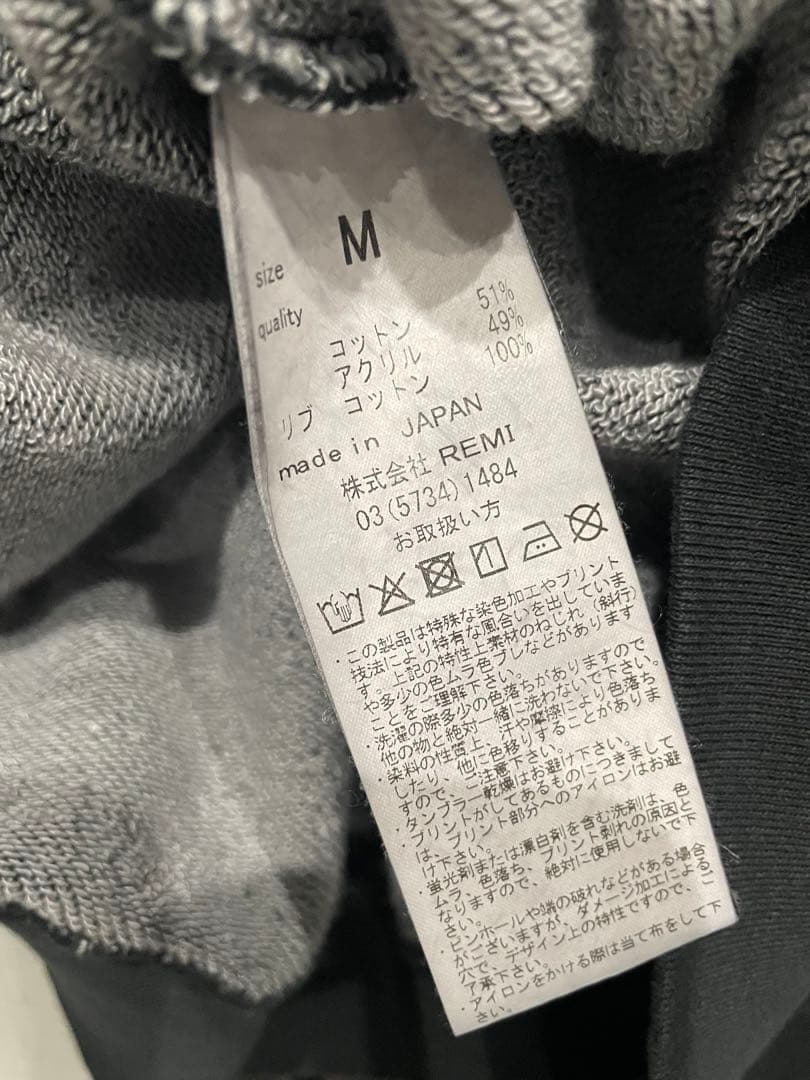 size M
quality
コットン 51%
アクリル 49%
リブ コットン 100%
made in JAPAN
株式会社 REMI
03(5734)1484
お取扱い方
・この製品は特殊な染色加工やプリント
技法により特有な風合いを出していま
す。上記の特性上素材のねじれ（斜行）
や多少の色ムラ色ブレなどがあります
ことをご理解下さい。
・洗濯の際多少の色落ちがありますので
他の物と絶対一緒に洗わないで下さい。
・染料の性質上、汗や摩擦により色落ち
したり、他に色移りすることがありま
すので、ご注意下さい。
・タンブラー乾燥はお避け下さい。
・プリントがしてあるものにつきまして
は、プリント部分へのアイロンはお避
け下さい。
・蛍光剤または漂白剤を含む洗剤は、色
ムラ、色落ち、プリント剥れの原因と
なりますので、絶対に使用しないで下
さい。
・ピンホールや端の破れなどがある場合
がございますが、ダメージ加工による
穴で、デザイン上の特性ですので、ご
了承下さい。
・アイロンをかける際は当て布をして下
さい。